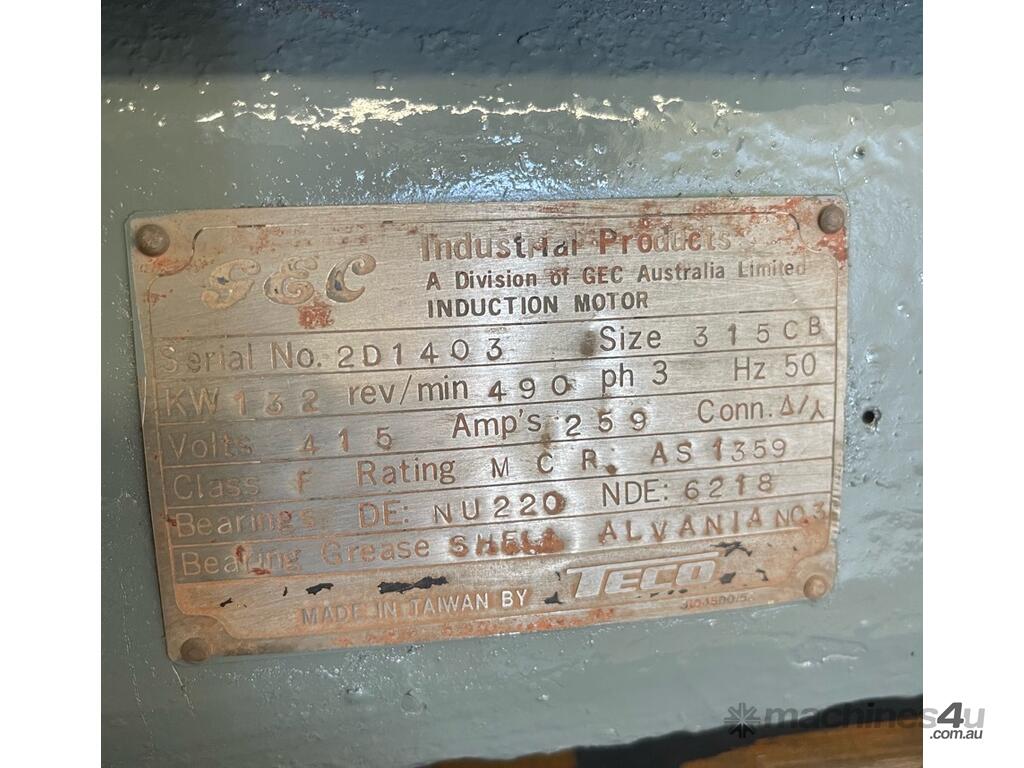 GEC Industrial Products
A Division of GEC Australia Limited
INDUCTION MOTOR
Serial No. 2D1403 Size 315CB
KW 132 rev/min 490 ph 3 Hz 50
Volts 415 Amp's 259 Conn. Δ/⅄
Class F Rating M C R. AS 1359
Bearings DE: NU220 NDE: 6218
Bearing Grease SHELL ALVANIA NO.3
MADE IN TAIWAN BY TECO
machines4u
.com.au